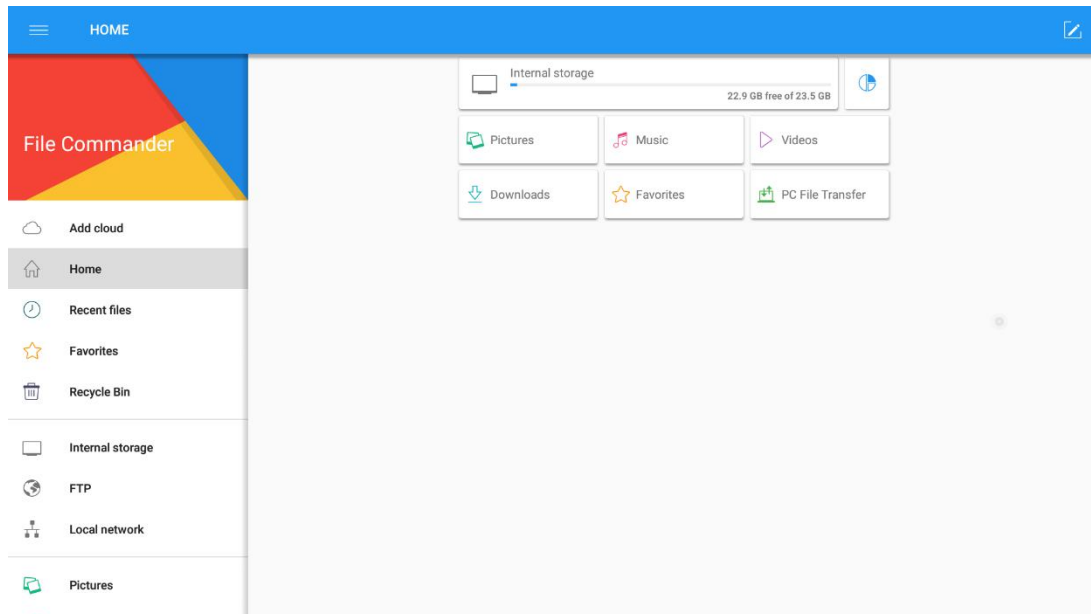 HOME
File Commander
Add cloud
Home
Recent files
Favorites
Recycle Bin
Internal storage
FTP
Local network
Pictures
Internal storage
22.9 GB free of 23.5 GB
Pictures
Music
Videos
Downloads
Favorites
PC File Transfer